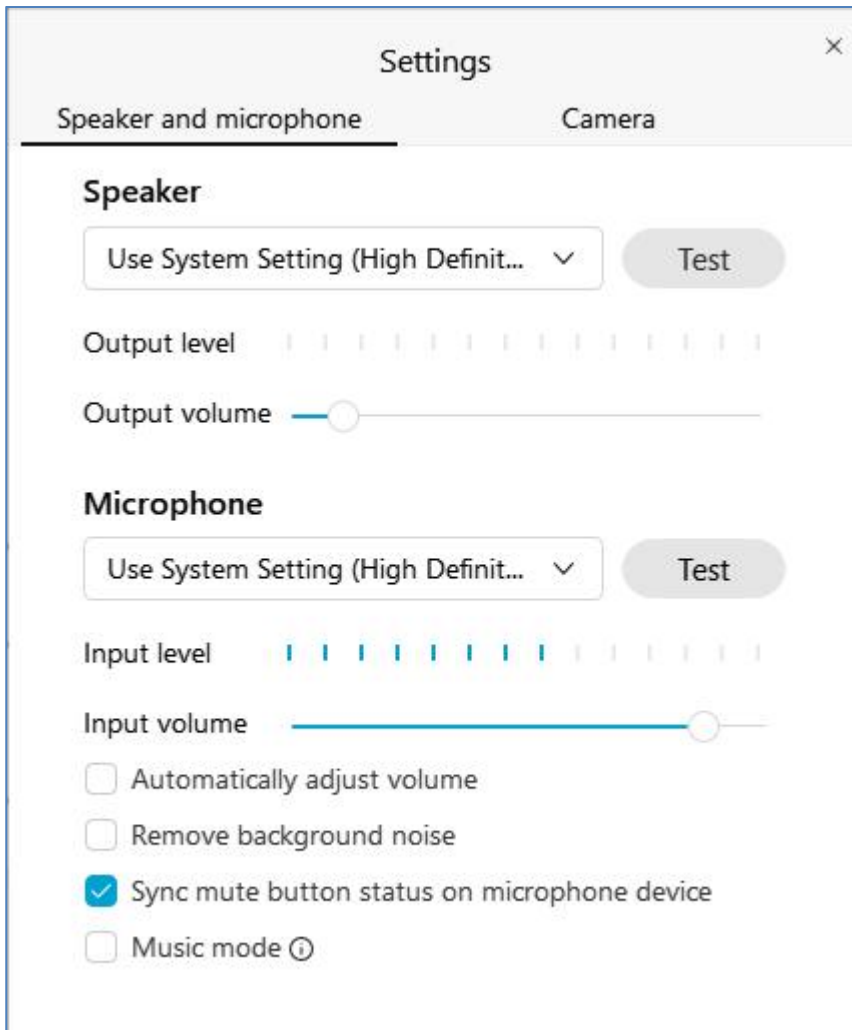 Settings
Speaker and microphone
Camera
Speaker
Use System Setting (High Definit...
Test
Output level
Output volume
Microphone
Use System Setting (High Definit...
Test
Input level
Input volume
Automatically adjust volume
Remove background noise
Sync mute button status on microphone device
Music mode